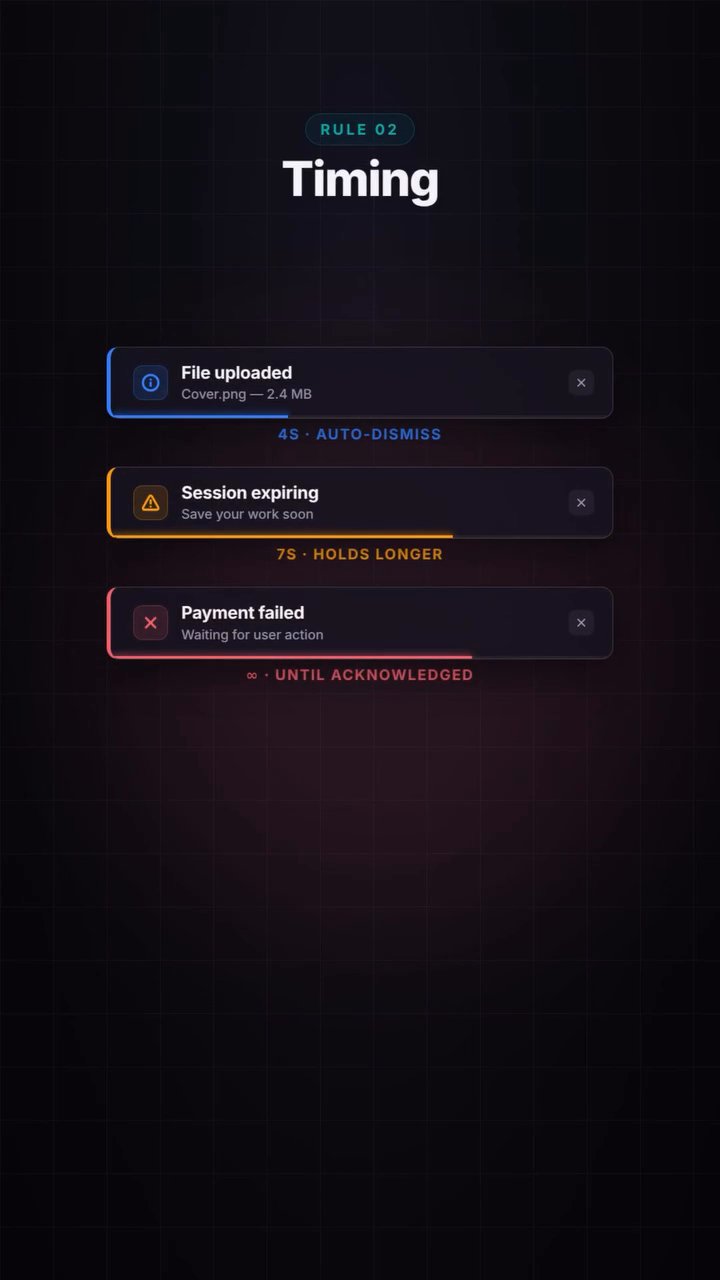 RULE 02
Timing
File uploaded
Cover.png — 2.4 MB
4S · AUTO-DISMISS
Session expiring
Save your work soon
7S · HOLDS LONGER
Payment failed
Waiting for user action
∞ · UNTIL ACKNOWLEDGED